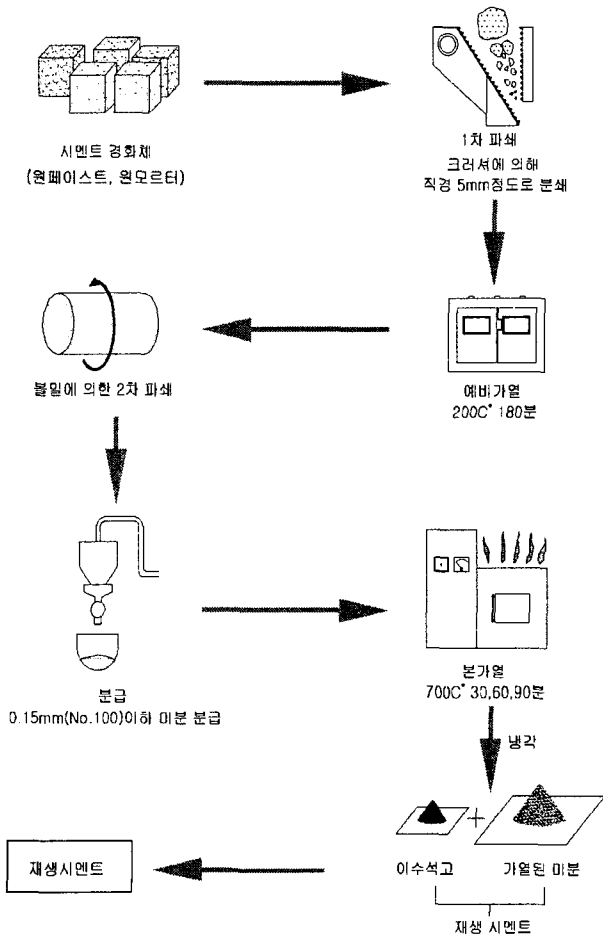 시멘트 경화체
(원페이스트, 원모르터)
1차 파쇄
크러셔에 의해
직경 5mm정도로 분쇄
예비가열
200C° 180분
볼밀에 의한 2차 파쇄
분급
0.15mm(No.100)이하 미분 분급
본가열
700C° 30,60,90분
냉각
이수석고
가열된 미분
재생 시멘트
재생시멘트